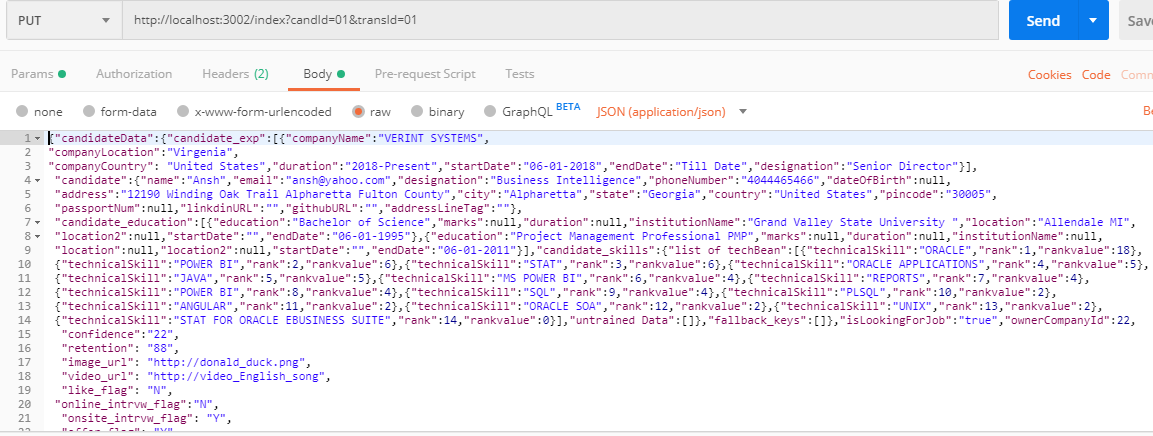 PUT http://localhost:3002/index?candId=01&transId=01 Send
Params Authorization Headers (2) Body Pre-request Script Tests Cookies Code
none form-data x-www-form-urlencoded raw binary GraphQL BETA JSON (application/json)
1 {"candidateData":{"candidate_exp":[{"companyName":"VERINT SYSTEMS",
2 "companyLocation":"Virgenia",
3 "companyCountry": "United States","duration":"2018-Present","startDate":"06-01-2018","endDate":"Till Date","designation":"Senior Director"}],
4 "candidate":{"name":"Ansh","email":"ansh@yahoo.com","designation":"Business Intelligence","phoneNumber":"4044465466","dateOfBirth":null,
5 "address":"12190 Winding Oak Trail Alpharetta Fulton County","city":"Alpharetta","state":"Georgia","country":"United States","pincode":"30005",
6 "passportNum":null,"linkdinURL":"","githubURL":"","addressLineTag":""},
7 "candidate_education":[{"education":"Bachelor of Science","marks":null,"duration":null,"institutionName":"Grand Valley State University ","location":"Allendale MI",
8 "location2":null,"startDate":"","endDate":"06-01-1995"},{"education":"Project Management Professional PMP","marks":null,"duration":null,"institutionName":null,
9 "location":null,"location2":null,"startDate":"","endDate":"06-01-2011"}],"candidate_skills":{"list of techBean":[{"technicalSkill":"ORACLE","rank":1,"rankvalue":18},
10 {"technicalSkill":"POWER BI","rank":2,"rankvalue":6},{"technicalSkill":"STAT","rank":3,"rankvalue":6},{"technicalSkill":"ORACLE APPLICATIONS","rank":4,"rankvalue":5},
11 {"technicalSkill":"JAVA","rank":5,"rankvalue":5},{"technicalSkill":"MS POWER BI","rank":6,"rankvalue":4},{"technicalSkill":"REPORTS","rank":7,"rankvalue":4},
12 {"technicalSkill":"POWER BI","rank":8,"rankvalue":4},{"technicalSkill":"SQL","rank":9,"rankvalue":4},{"technicalSkill":"PLSQL","rank":10,"rankvalue":2},
13 {"technicalSkill":"ANGULAR","rank":11,"rankvalue":2},{"technicalSkill":"ORACLE SOA","rank":12,"rankvalue":2},{"technicalSkill":"UNIX","rank":13,"rankvalue":2},
14 {"technicalSkill":"STAT FOR ORACLE EBUSINESS SUITE","rank":14,"rankvalue":0}],"untrained Data":[]},"fallback_keys":[]},"isLookingForJob":"true","ownerCompanyId":22,
15 "confidence":"22",
16 "retention": "88",
17 "image_url": "http://donald_duck.png",
18 "video_url": "http://video_English_song",
19 "like_flag": "N",
20 "online_intrvw_flag":"N",
21 "onsite_intrvw_flag": "Y",